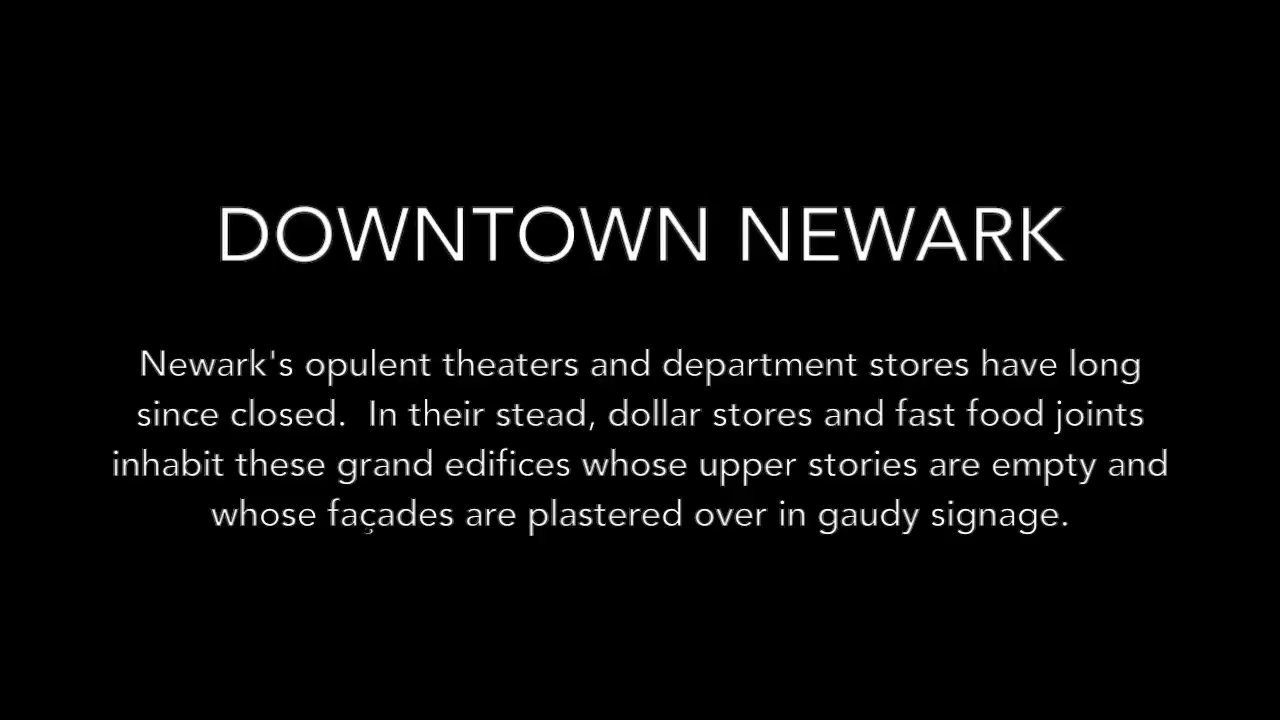 DOWNTOWN NEWARK
Newark's opulent theaters and department stores have long
since closed.  In their stead, dollar stores and fast food joints
inhabit these grand edifices whose upper stories are empty and
whose façades are plastered over in gaudy signage.